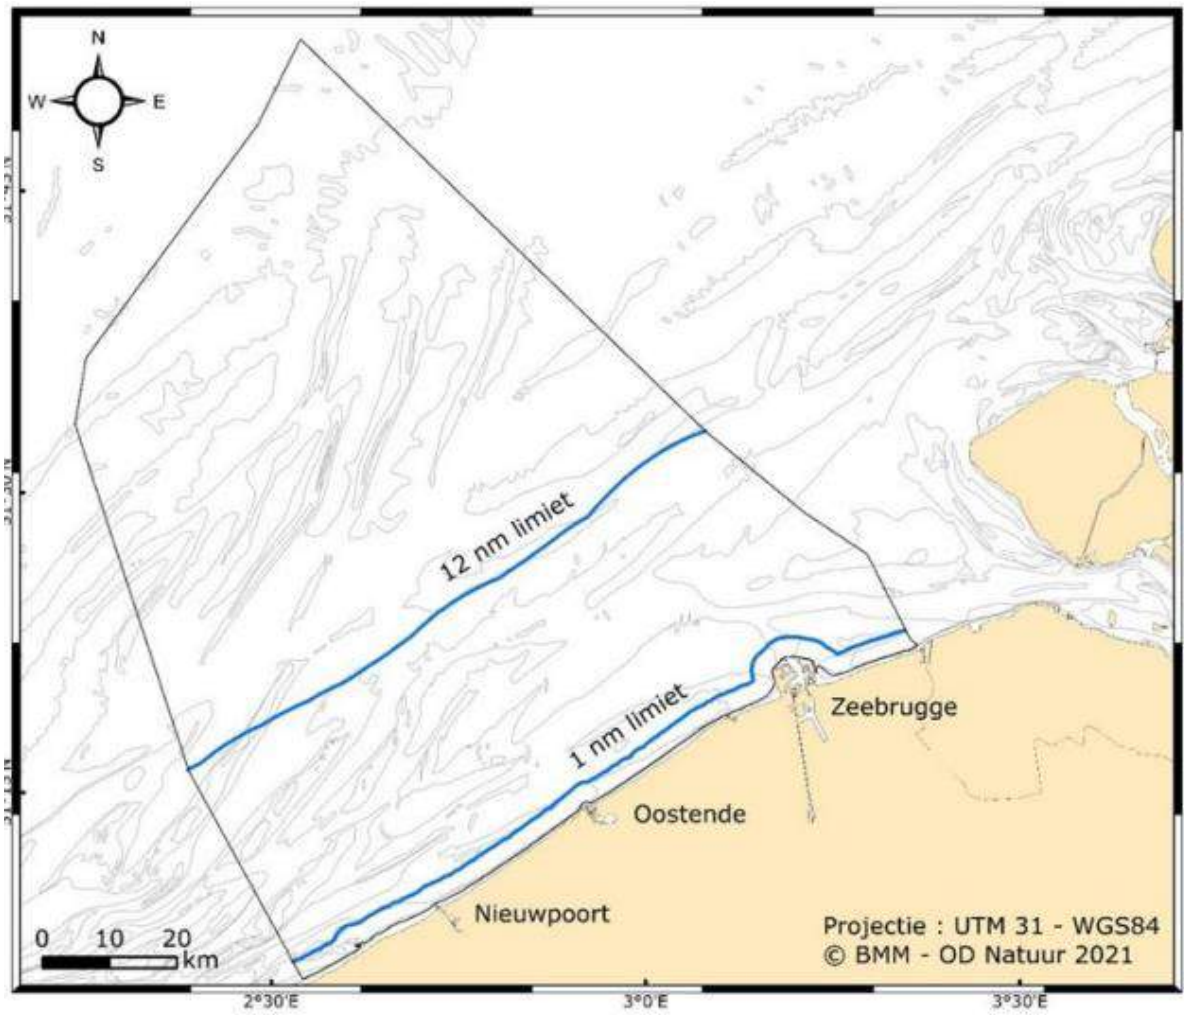 N
W E
S
12 nm limiet
1 nm limiet
Zeebrugge
Oostende
Nieuwpoort
0 10 20
km
Projectie : UTM 31 - WGS84
© BMM - OD Natuur 2021
2°30'E 3°0'E 3°30'E